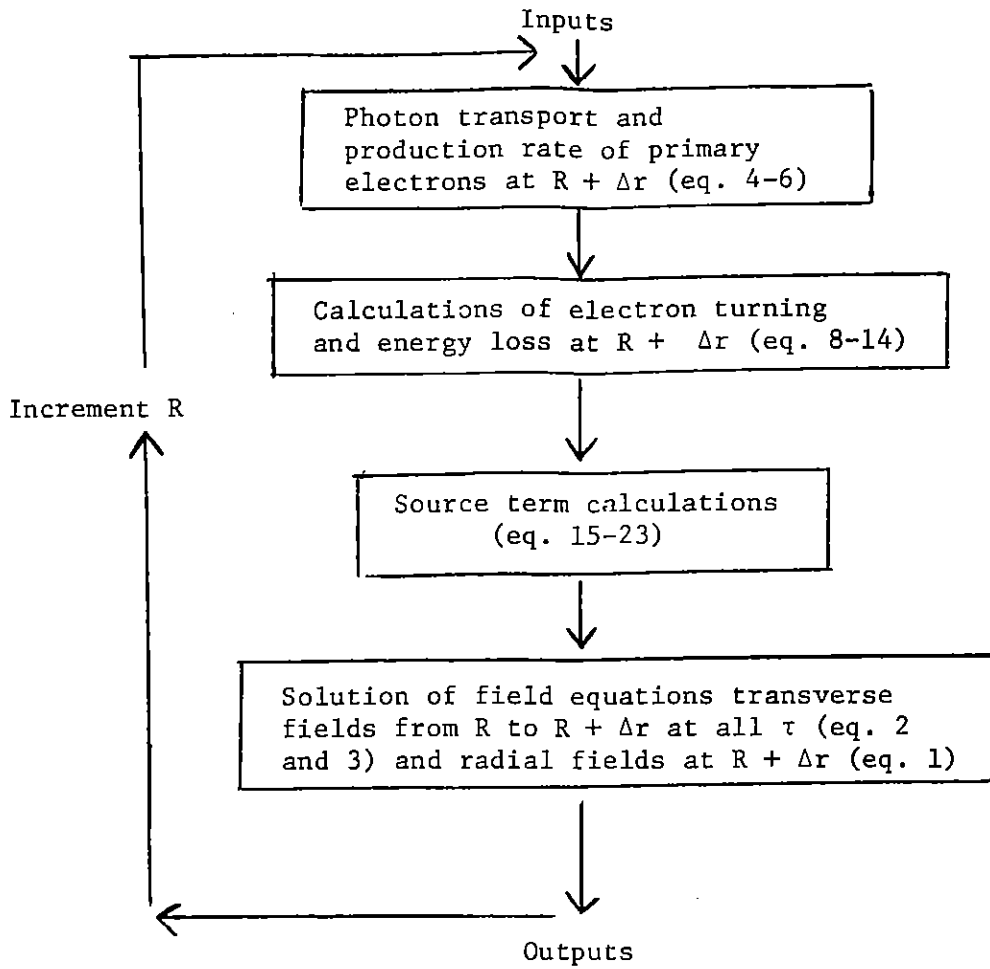 Inputs
Photon transport and
production rate of primary
electrons at R + Δr (eq. 4-6)
Calculations of electron turning
and energy loss at R + Δr (eq. 8-14)
Increment R
Source term calculations
(eq. 15-23)
Solution of field equations transverse
fields from R to R + Δr at all τ (eq. 2
and 3) and radial fields at R + Δr (eq. 1)
Outputs